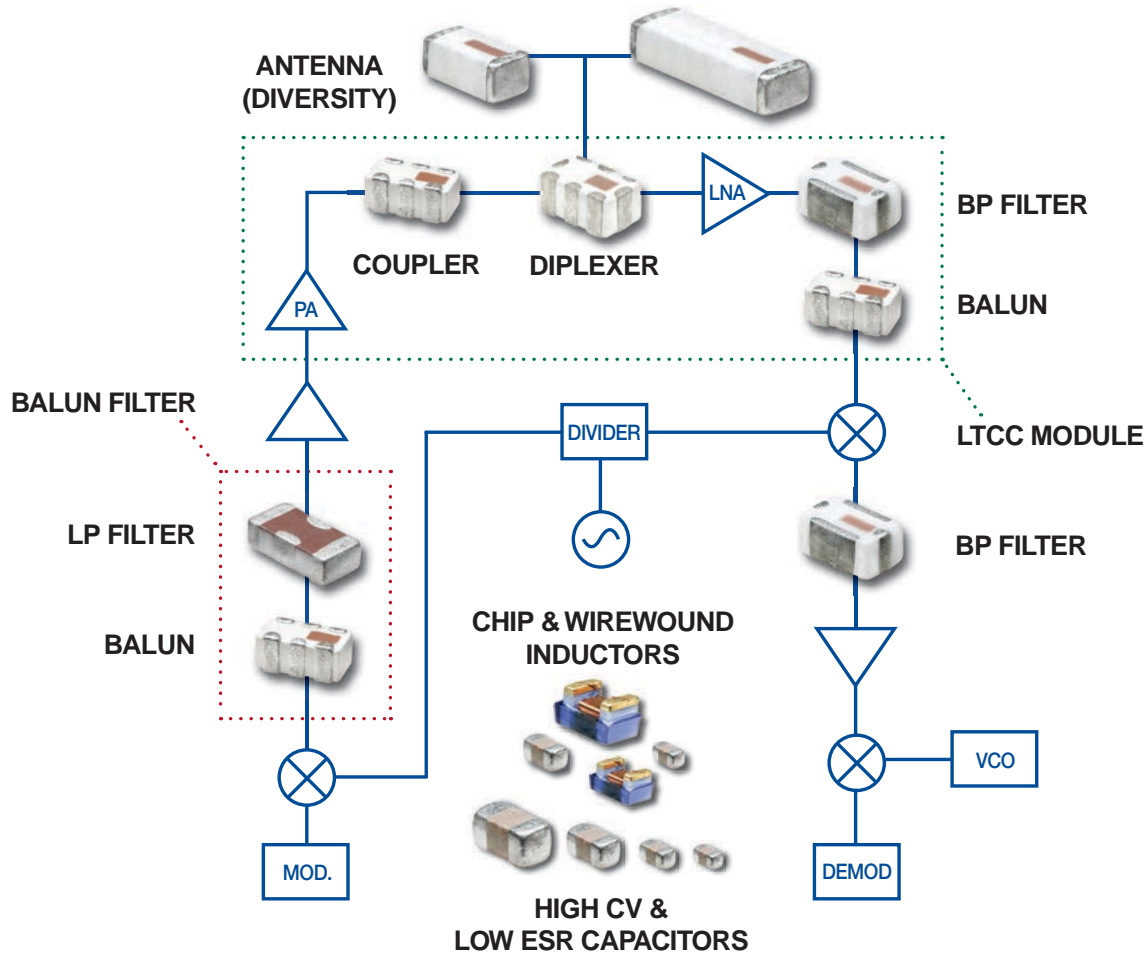 ANTENNA
(DIVERSITY)
LNA
BP FILTER
COUPLER
DIPLEXER
PA
BALUN
BALUN FILTER
DIVIDER
LTCC MODULE
LP FILTER
BP FILTER
CHIP & WIREWOUND
INDUCTORS
BALUN
VCO
MOD.
DEMOD
HIGH CV &
LOW ESR CAPACITORS